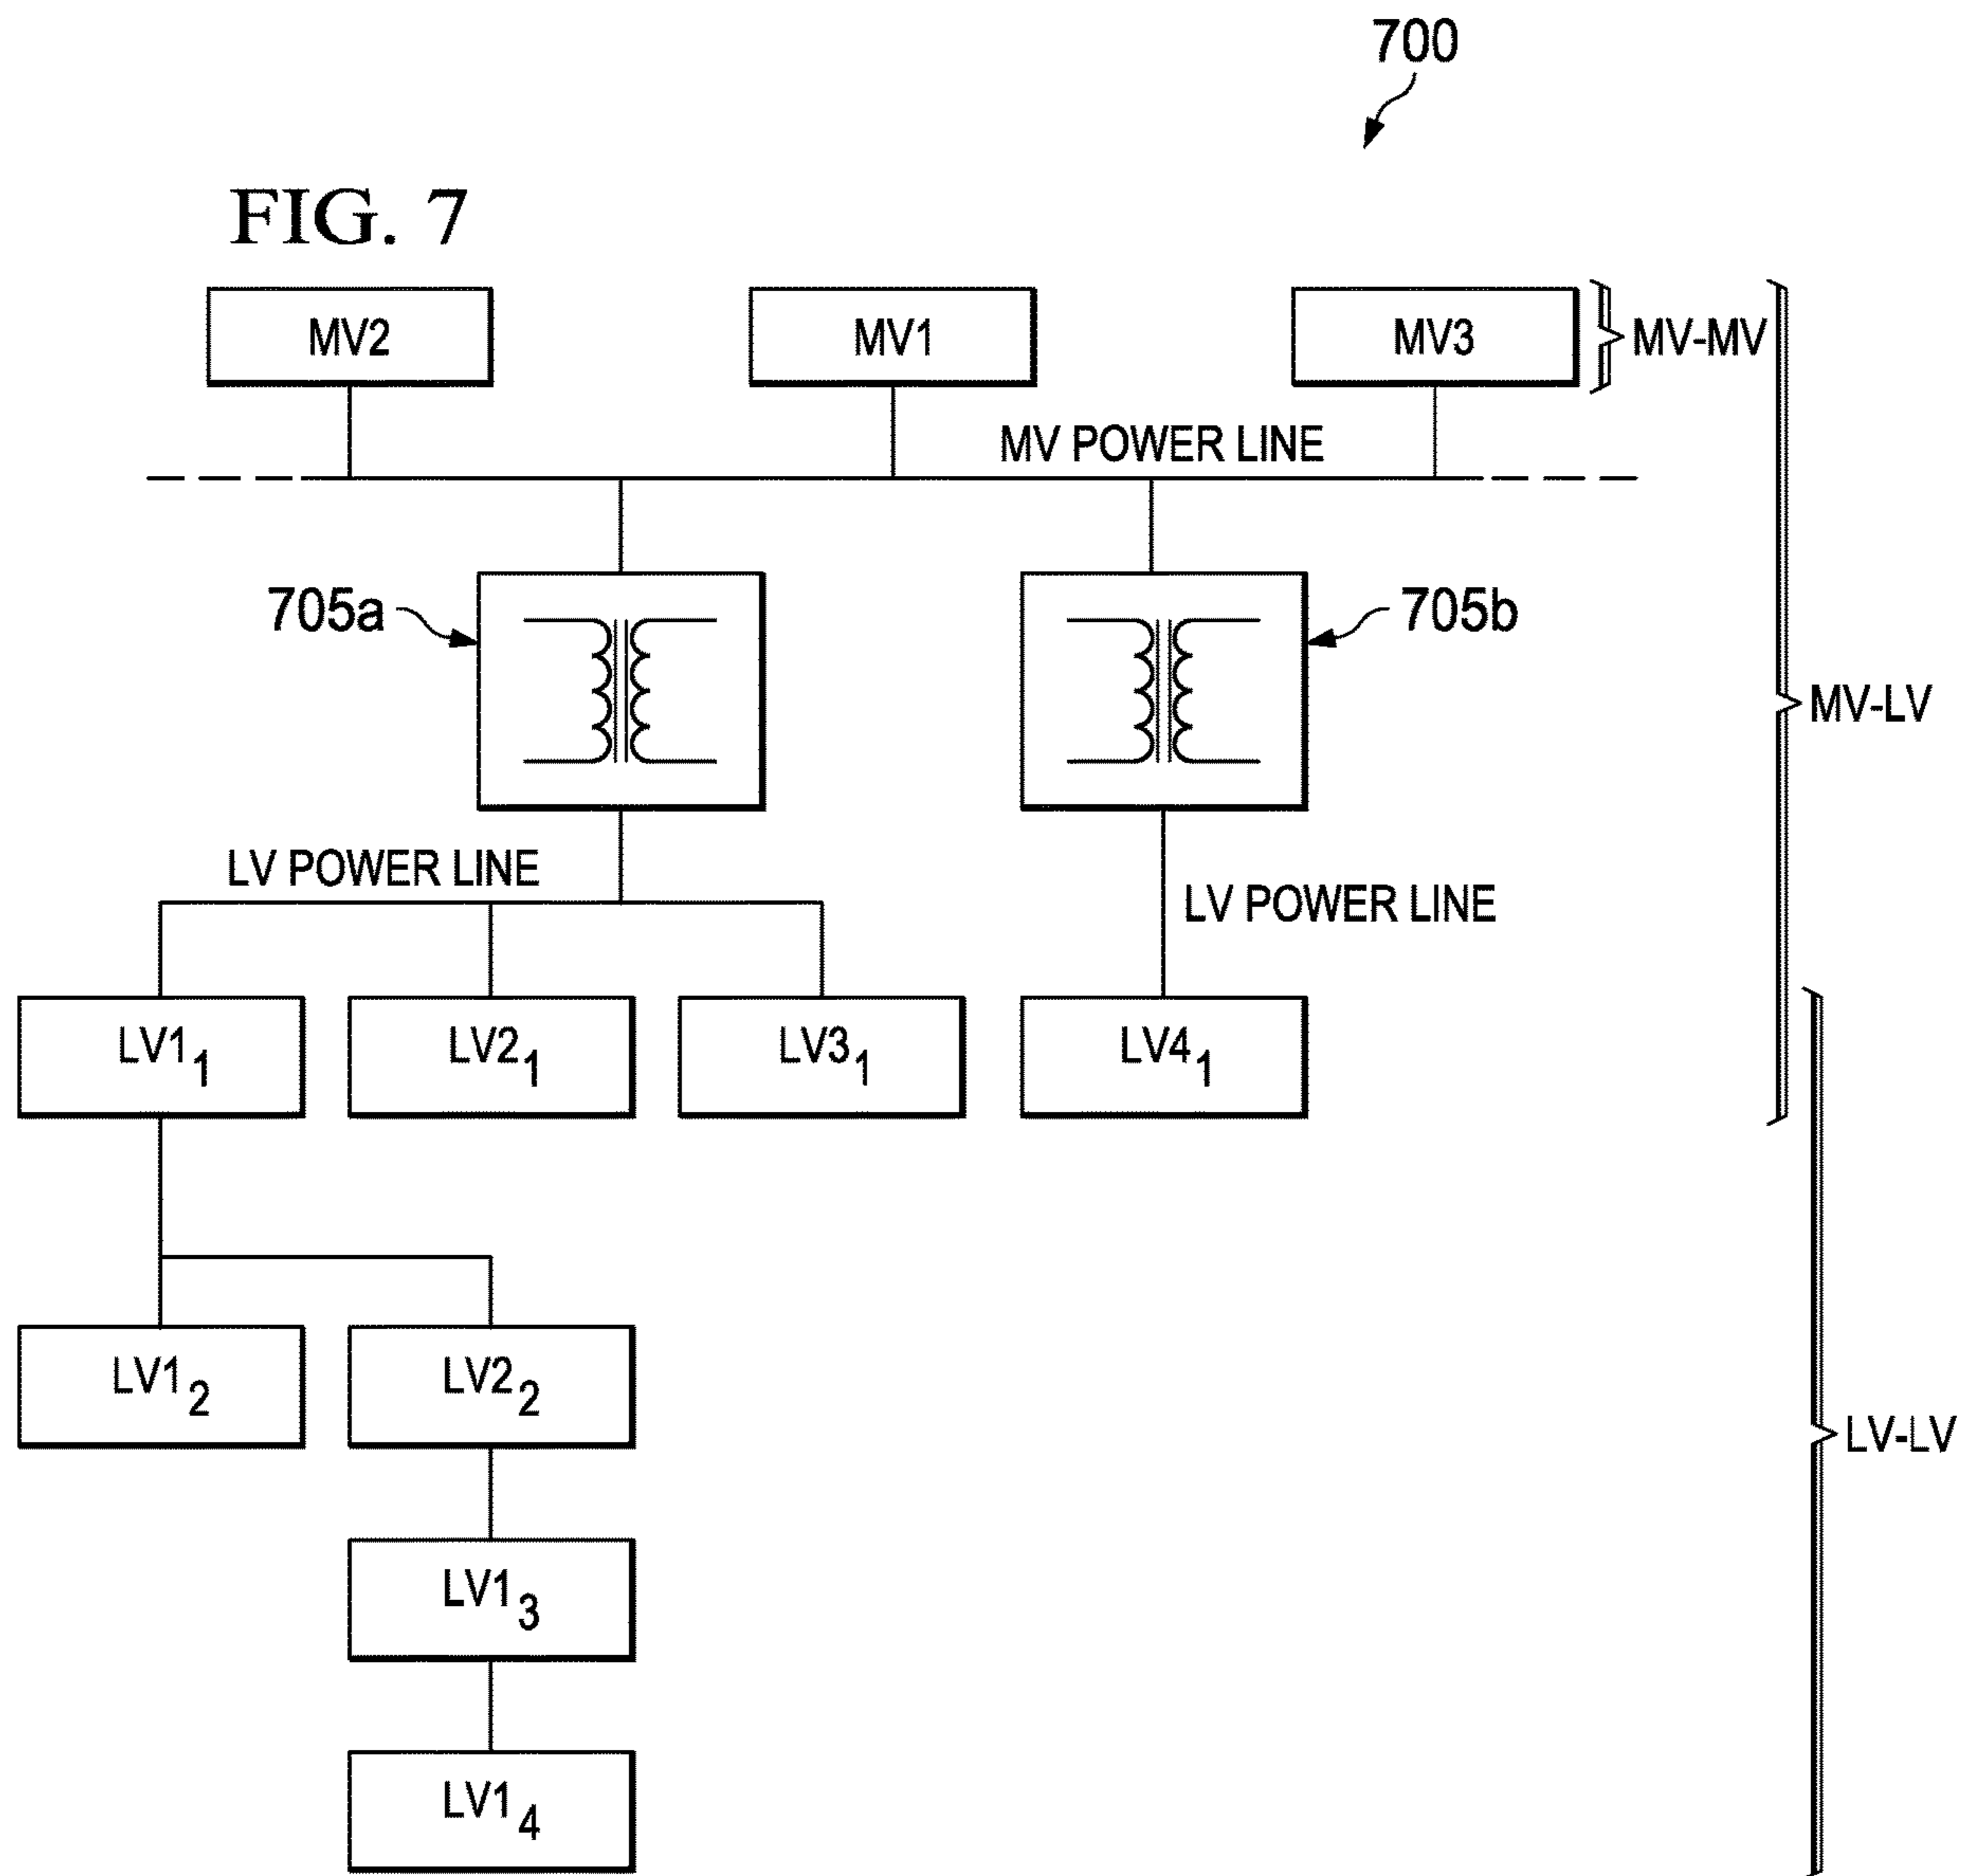 700
FIG. 7
MV2
MV1
MV3
MV-MV
MV POWER LINE
705a
705b
MV-LV
LV POWER LINE
LV POWER LINE
LV1₁
LV2₁
LV3₁
LV4₁
LV1₂
LV2₂
LV-LV
LV1₃
LV1₄